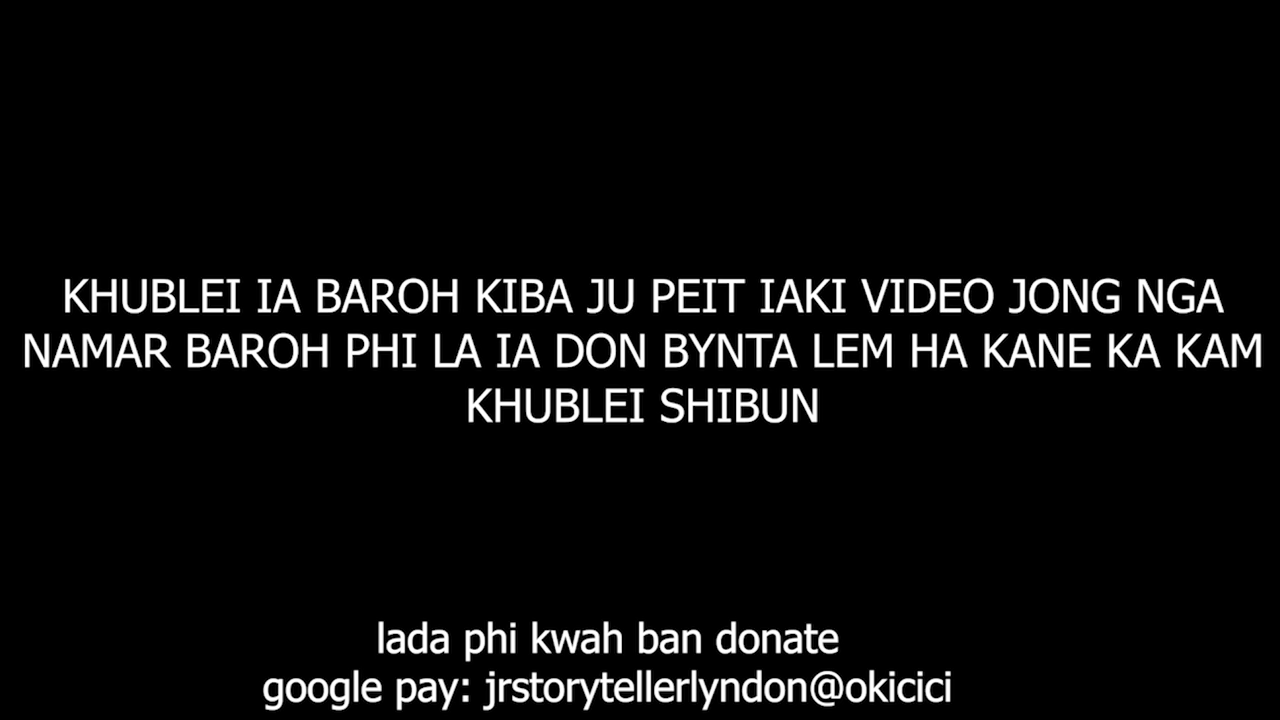 KHUBLEI IA BAROH KIBA JU PEIT IAKI VIDEO JONG NGA
NAMAR BAROH PHI LA IA DON BYNTA LEM HA KANE KA KAM
KHUBLEI SHIBUN
lada phi kwah ban donate
google pay: jrstorytellerlyndon@okicici